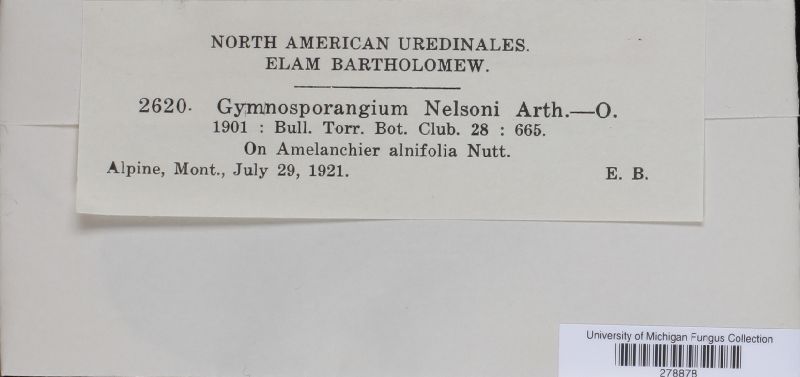 NORTH AMERICAN UREDINALES.
ELAM BARTHOLOMEW.
2620. Gymnosporangium Nelsoni Arth.—O.
1901 : Bull. Torr. Bot. Club. 28 : 665.
On Amelanchier alnifolia Nutt.
Alpine, Mont., July 29, 1921. E. B.
University of Michigan Fungus Collection
278878